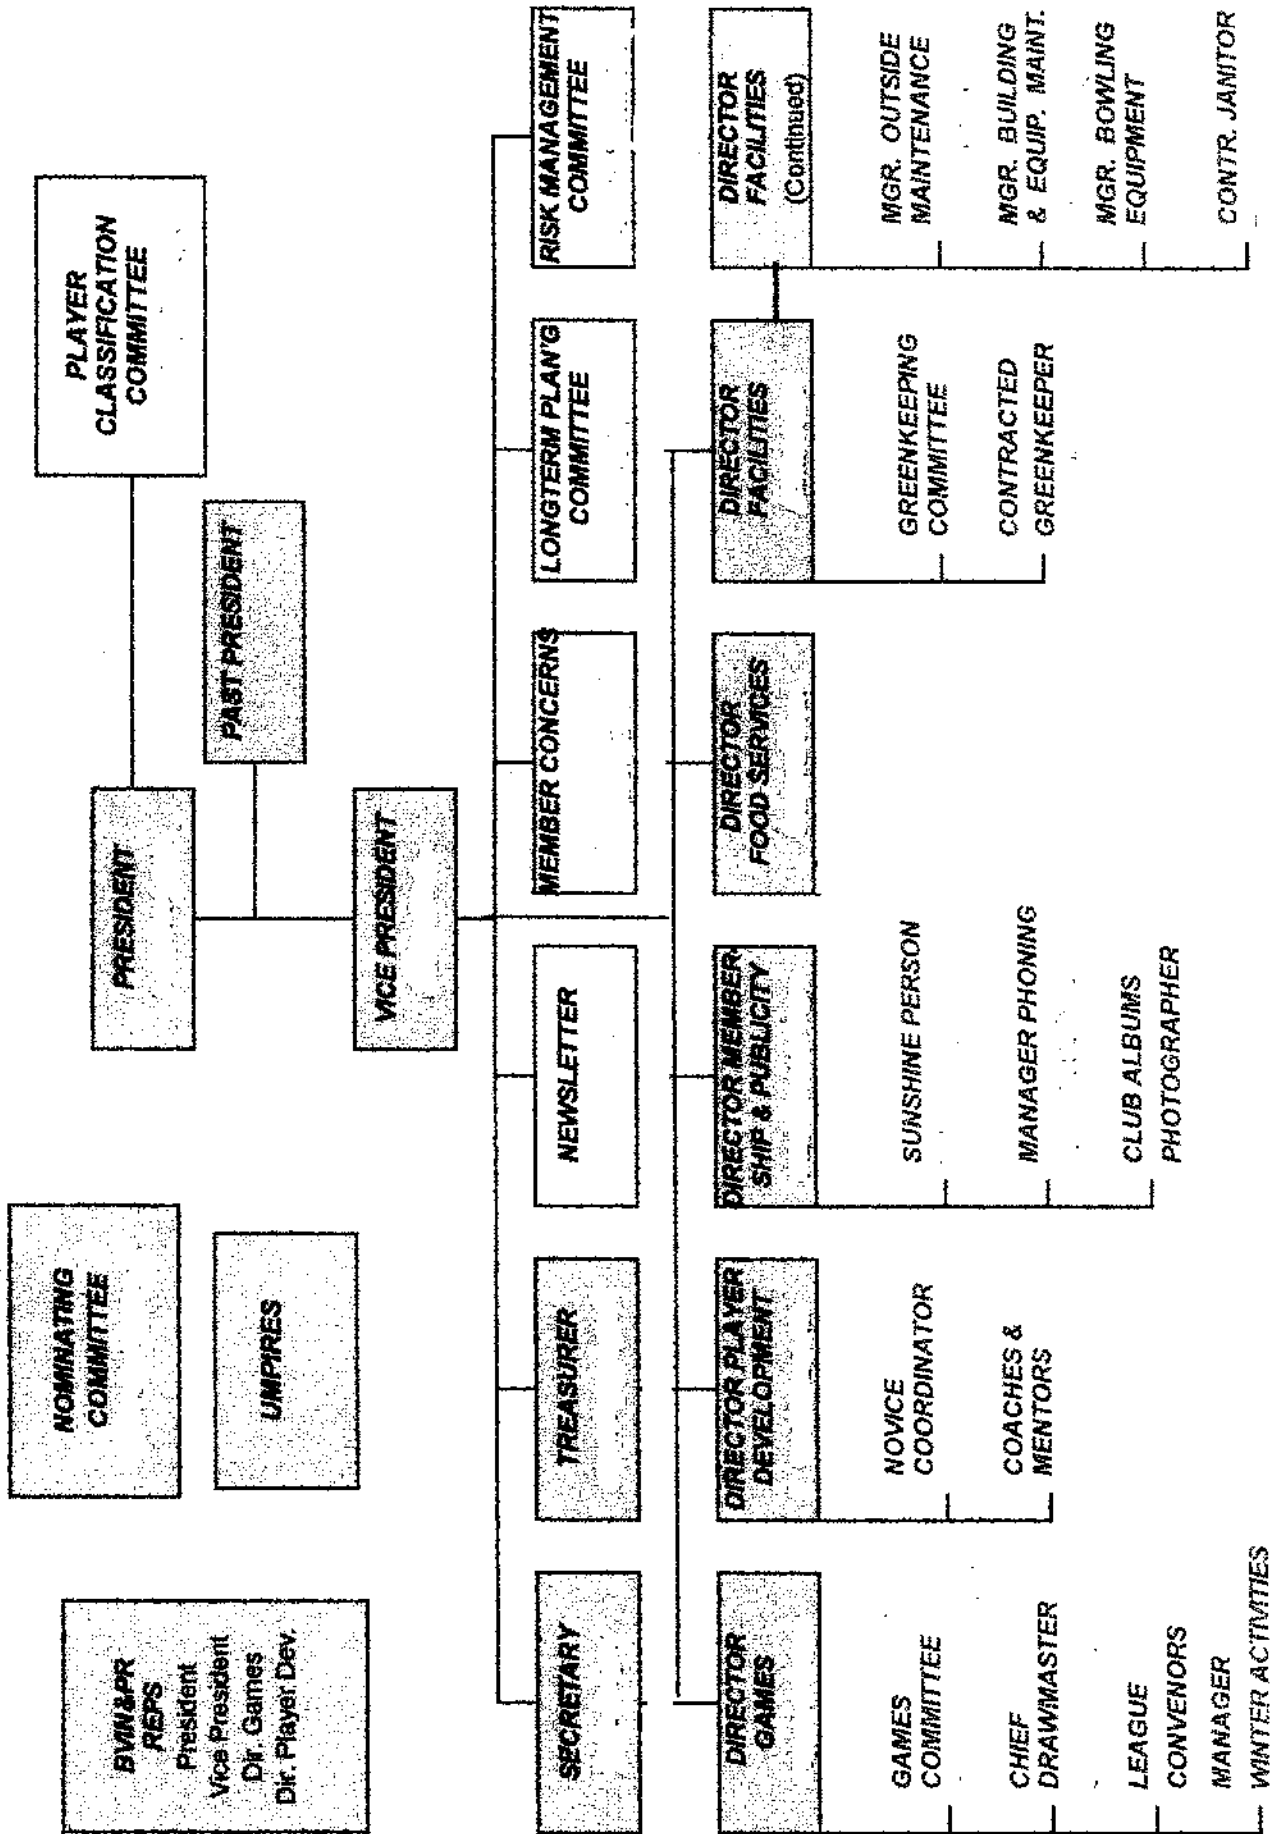 BVIN&PR
REPS
President
Vice President
Dir. Games
Dir. Player Dev.
NOMINATING
COMMITTEE
UMPIRES
PRESIDENT
PAST PRESIDENT
PLAYER
CLASSIFICATION
COMMITTEE
VICE PRESIDENT
SECRETARY
TREASURER
NEWSLETTER
MEMBER CONCERNS
LONGTERM PLAN'G
COMMITTEE
RISK MANAGEMENT
COMMITTEE
DIRECTOR
GAMES
GAMES
COMMITTEE
CHIEF
DRAWMASTER
LEAGUE
CONVENORS
MANAGER
WINTER ACTIVITIES
DIRECTOR PLAYER
DEVELOPMENT
NOVICE
COORDINATOR
COACHES &
MENTORS
DIRECTOR MEMBER-
SHIP & PUBLICITY
SUNSHINE PERSON
MANAGER PHONING
CLUB ALBUMS
PHOTOGRAPHER
DIRECTOR
FOOD SERVICES
DIRECTOR
FACILITIES
GREENKEEPING
COMMITTEE
CONTRACTED
GREENKEEPER
DIRECTOR
FACILITIES
(Continued)
MGR. OUTSIDE
MAINTENANCE
MGR. BUILDING
& EQUIP. MAINT.
MGR. BOWLING
EQUIPMENT
CONTR. JANITOR